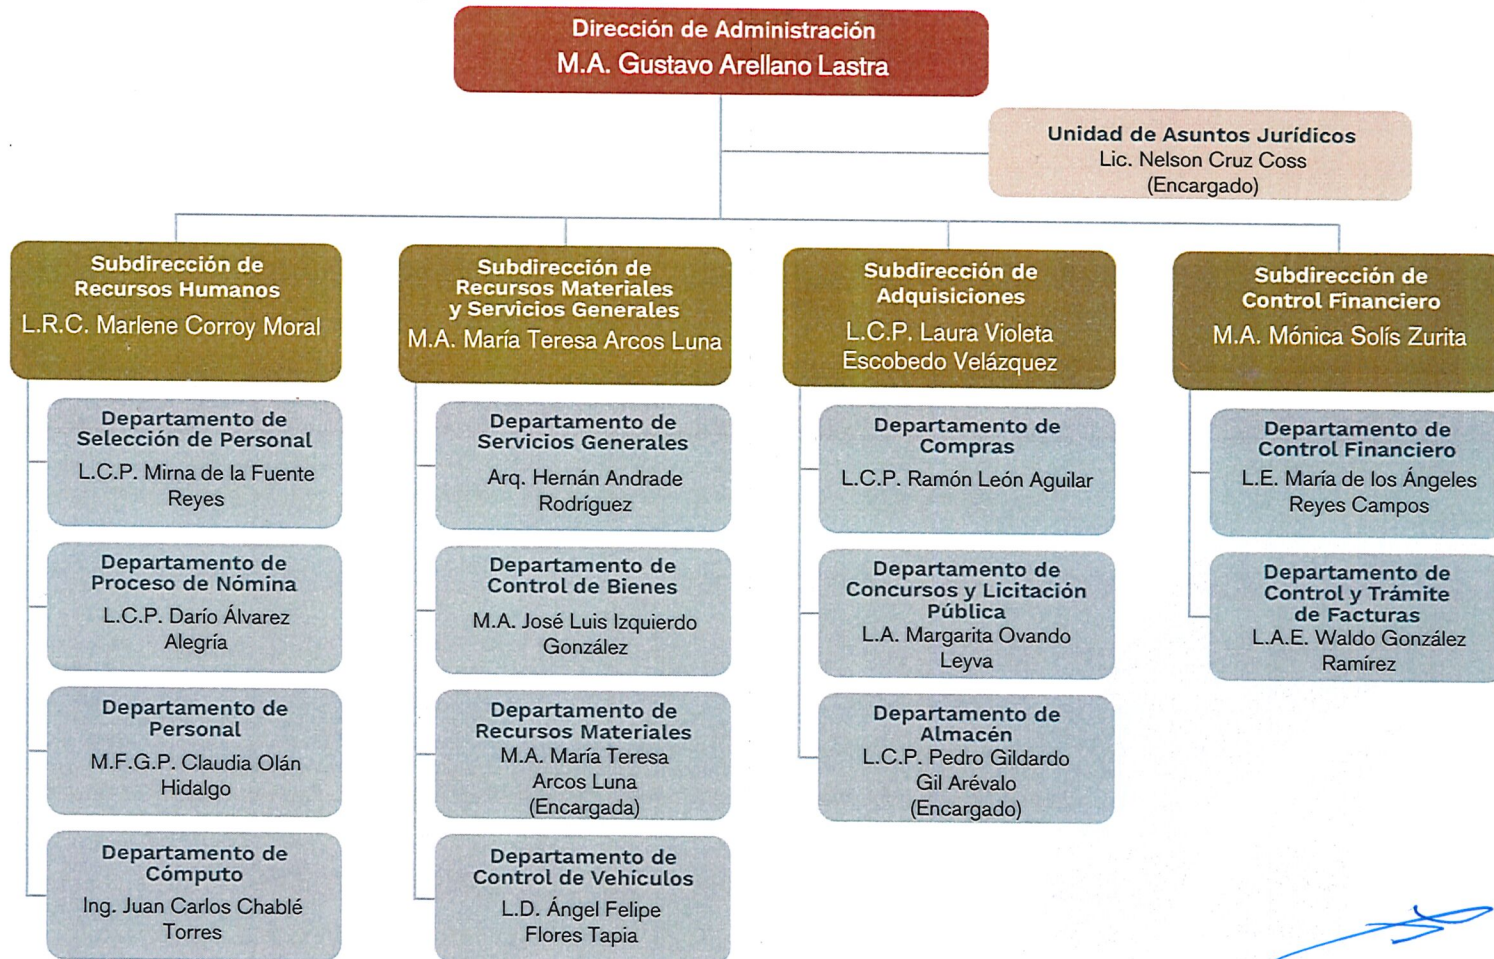 Dirección de Administración
M.A. Gustavo Arellano Lastra
Unidad de Asuntos Jurídicos
Lic. Nelson Cruz Coss
(Encargado)
Subdirección de
Recursos Humanos
L.R.C. Marlene Corroy Moral
Subdirección de
Recursos Materiales
y Servicios Generales
M.A. María Teresa Arcos Luna
Subdirección de
Adquisiciones
L.C.P. Laura Violeta
Escobedo Velázquez
Subdirección de
Control Financiero
M.A. Mónica Solís Zurita
Departamento de
Selección de Personal
L.C.P. Mirna de la Fuente
Reyes
Departamento de
Servicios Generales
Arq. Hernán Andrade
Rodríguez
Departamento de
Compras
L.C.P. Ramón León Aguilar
Departamento de
Control Financiero
L.E. María de los Ángeles
Reyes Campos
Departamento de
Proceso de Nómina
L.C.P. Darío Álvarez
Alegría
Departamento de
Control de Bienes
M.A. José Luis Izquierdo
González
Departamento de
Concursos y Licitación
Pública
L.A. Margarita Ovando
Leyva
Departamento de
Control y Trámite
de Facturas
L.A.E. Waldo González
Ramírez
Departamento de
Personal
M.F.G.P. Claudia Olán
Hidalgo
Departamento de
Recursos Materiales
M.A. María Teresa
Arcos Luna
(Encargada)
Departamento de
Almacén
L.C.P. Pedro Gildardo
Gil Arévalo
(Encargado)
Departamento de
Cómputo
Ing. Juan Carlos Chablé
Torres
Departamento de
Control de Vehículos
L.D. Ángel Felipe
Flores Tapia